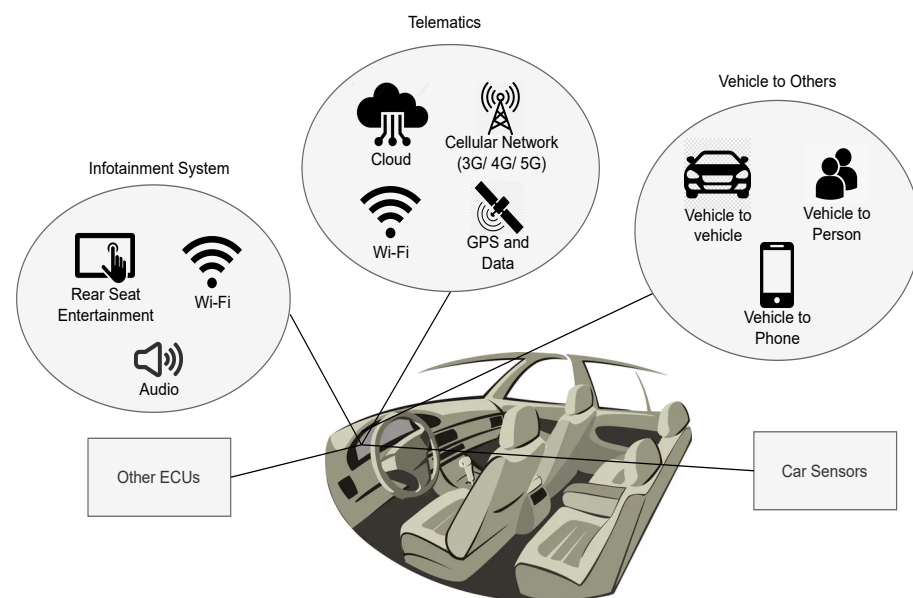 Telematics
Cloud
Cellular Network
(3G/ 4G/ 5G)
Wi-Fi
GPS and
Data
Vehicle to Others
Vehicle to
vehicle
Vehicle to
Person
Vehicle to
Phone
Infotainment System
Rear Seat
Entertainment
Wi-Fi
Audio
Other ECUs
Car Sensors